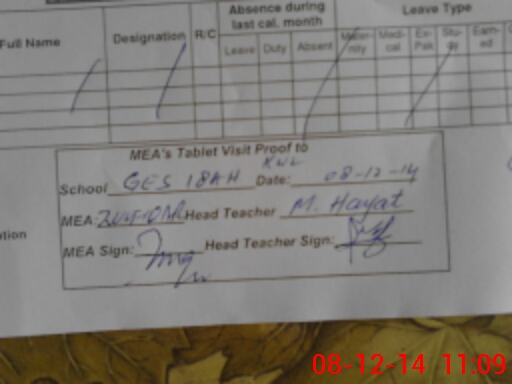 Absence during last cal. month
Leave Type
Full Name Designation R/C Leave Duty Absent Mater-nity Medi-cal Ex-Pak Stu-dy Earn-ed
MEA's Tablet Visit Proof to
KWL
School GES 18AH Date: 08-12-14
MEA: Head Teacher M. Hayat
MEA Sign: Head Teacher Sign:
08-12-14 11:09